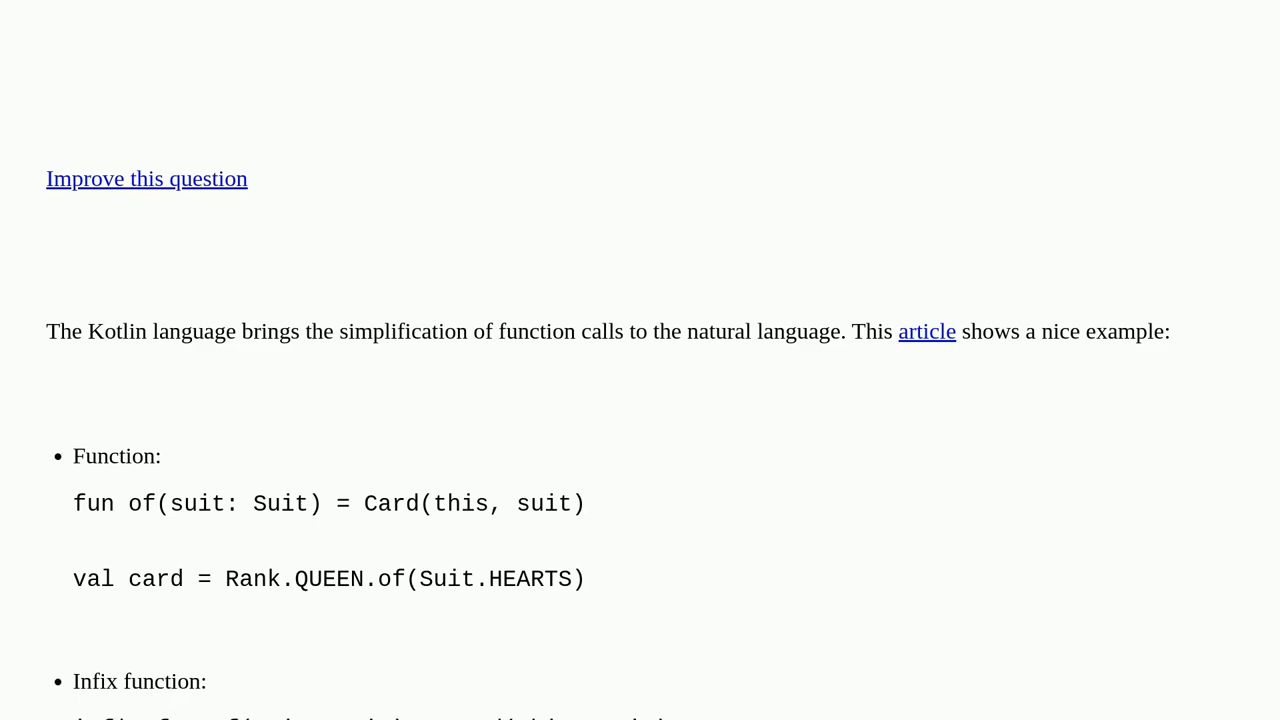 Improve this question
The Kotlin language brings the simplification of function calls to the natural language. This article shows a nice example:
• Function:
fun of(suit: Suit) = Card(this, suit)
val card = Rank.QUEEN.of(Suit.HEARTS)
• Infix function: